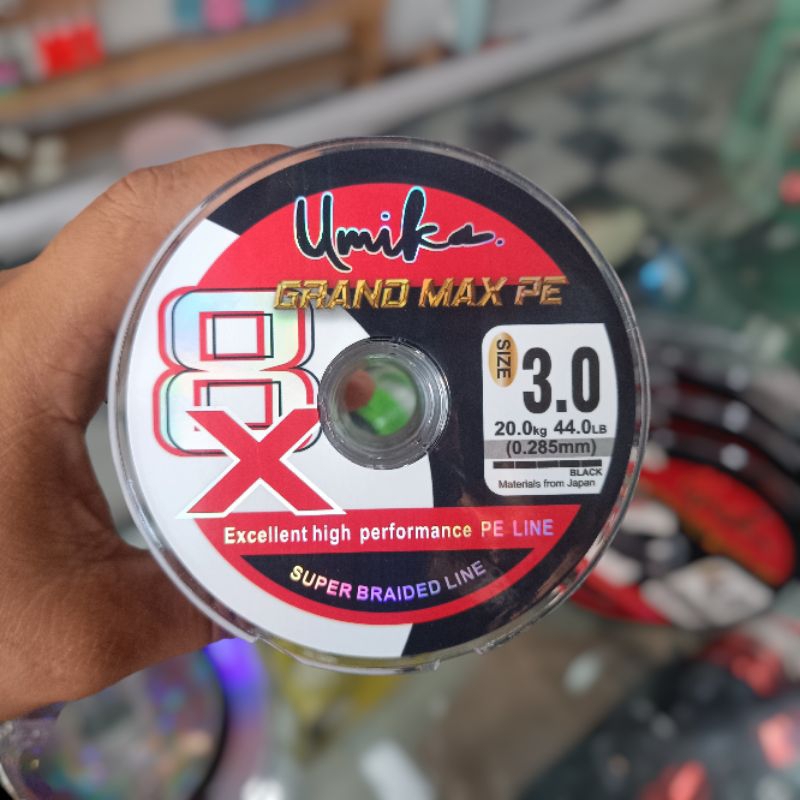 Umika.
GRAND MAX PE
8X
SIZE 3.0
20.0kg 44.0LB
(0.285mm)
BLACK
Materials from Japan
Excellent high performance PE LINE
SUPER BRAIDED LINE